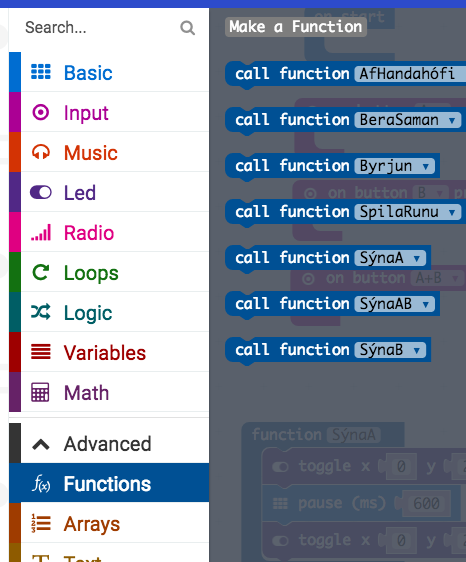 Search...
Basic
Input
Music
Led
Radio
Loops
Logic
Variables
Math
Advanced
Functions
Arrays
Text
on start
Make a Function
call function AfHandahófi
call function BeraSaman
call function Byrjun
on button B
call function SpilaRunu
call function SýnaA
on button A+B
call function SýnaAB
call function SýnaB
function SýnaA
toggle x 0 y
pause (ms) 600
toggle x 0 y